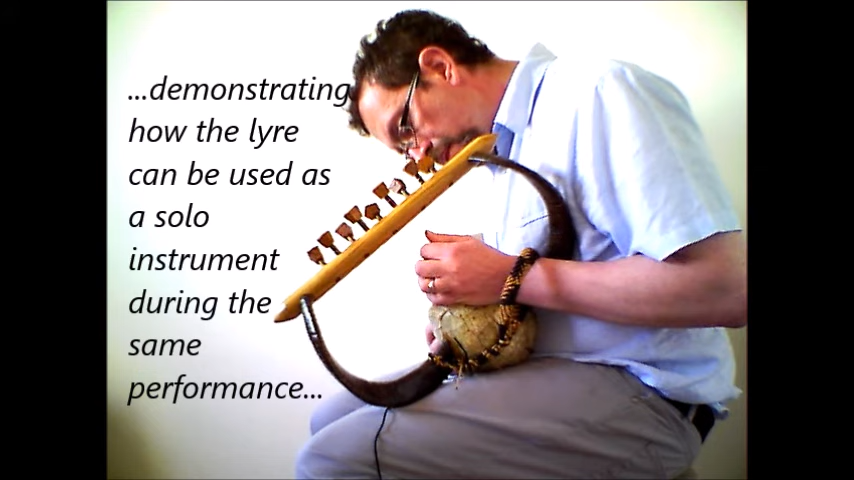 ...demonstrating
how the lyre
can be used as
a solo
instrument
during the
same
performance...